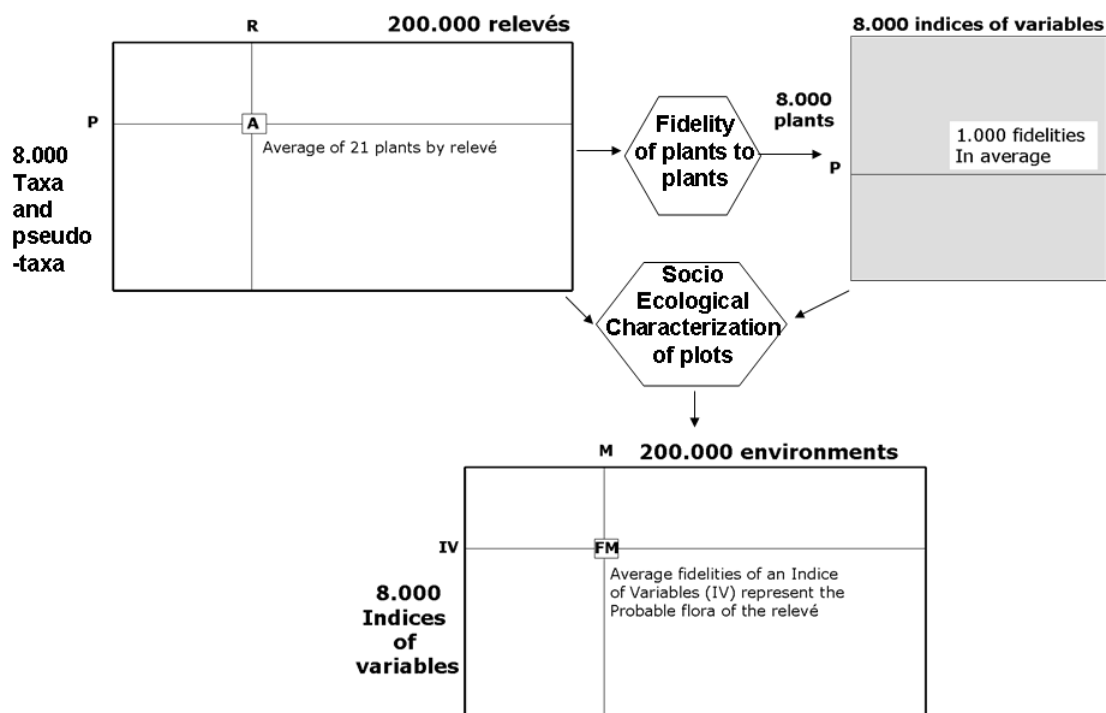 R
200.000 relevés
P
A
Average of 21 plants by relevé
8.000
Taxa
and
pseudo
-taxa
Fidelity
of plants to
plants
8.000 indices of variables
8.000
plants
P
1.000 fidelities
In average
Socio
Ecological
Characterization
of plots
M
200.000 environments
IV
FM
Average fidelities of an Indice
of Variables (IV) represent the
Probable flora of the relevé
8.000
Indices
of
variables